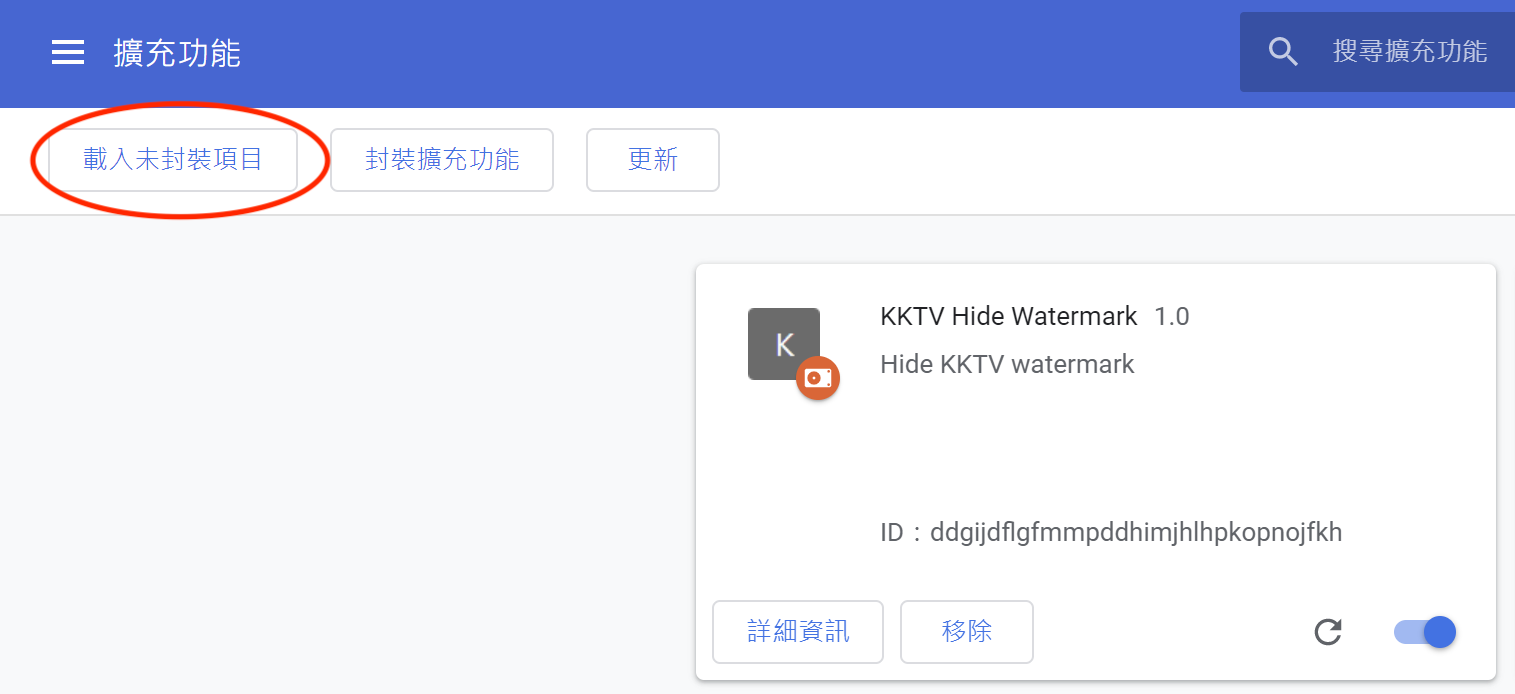 擴充功能
搜尋擴充功能
載入未封裝項目
封裝擴充功能
更新
K
KKTV Hide Watermark 1.0
Hide KKTV watermark
ID：ddgijdflgfmmpddhimjhlhpkopnojfkh
詳細資訊
移除